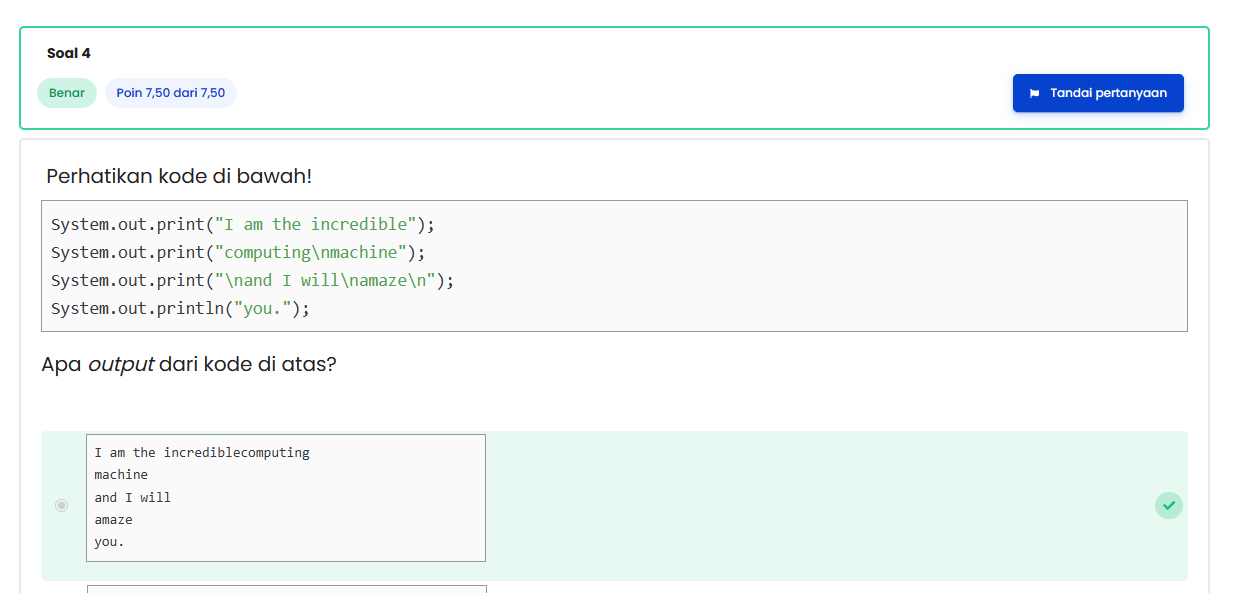 Soal 4
Benar
Poin 7,50 dari 7,50
Tandai pertanyaan
Perhatikan kode di bawah!
System.out.print("I am the incredible");
System.out.print("computing\nmachine");
System.out.print("\nand I will\namaze\n");
System.out.println("you.");
Apa output dari kode di atas?
I am the incrediblecomputing
machine
and I will
amaze
you.